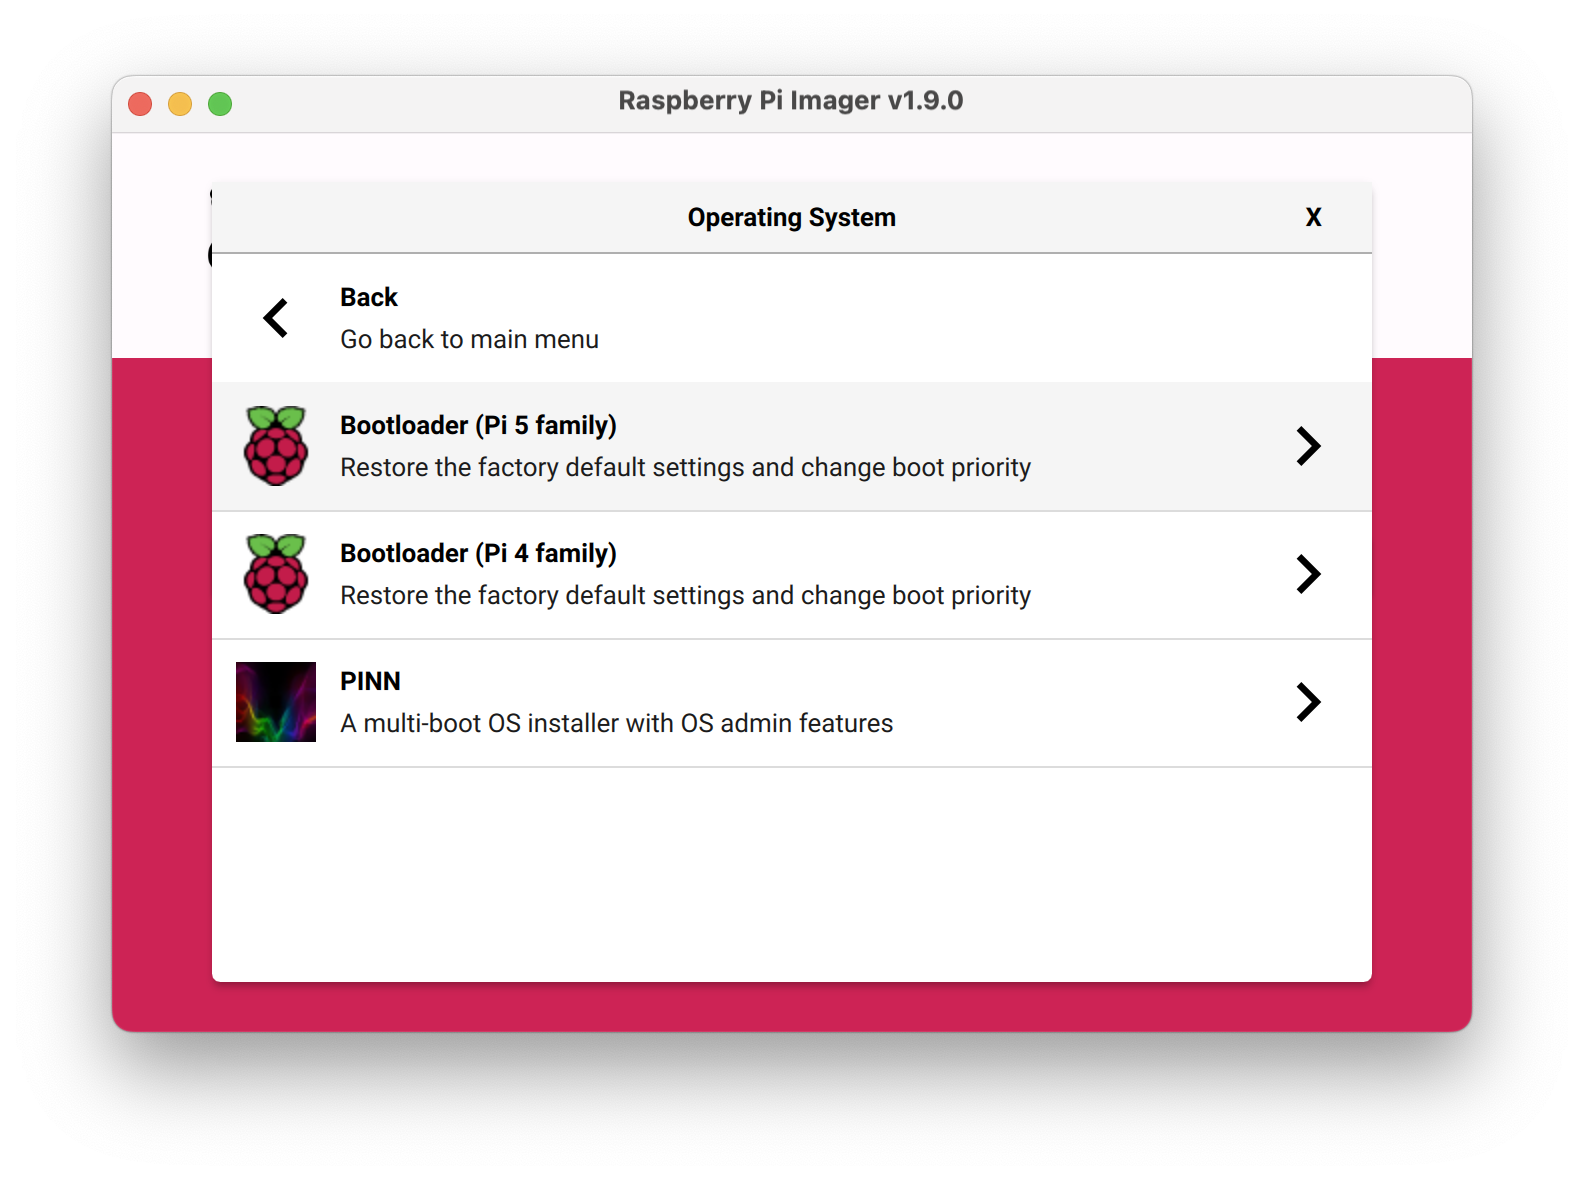 Raspberry Pi Imager v1.9.0
Operating System
X
Back
Go back to main menu
Bootloader (Pi 5 family)
Restore the factory default settings and change boot priority
Bootloader (Pi 4 family)
Restore the factory default settings and change boot priority
PINN
A multi-boot OS installer with OS admin features